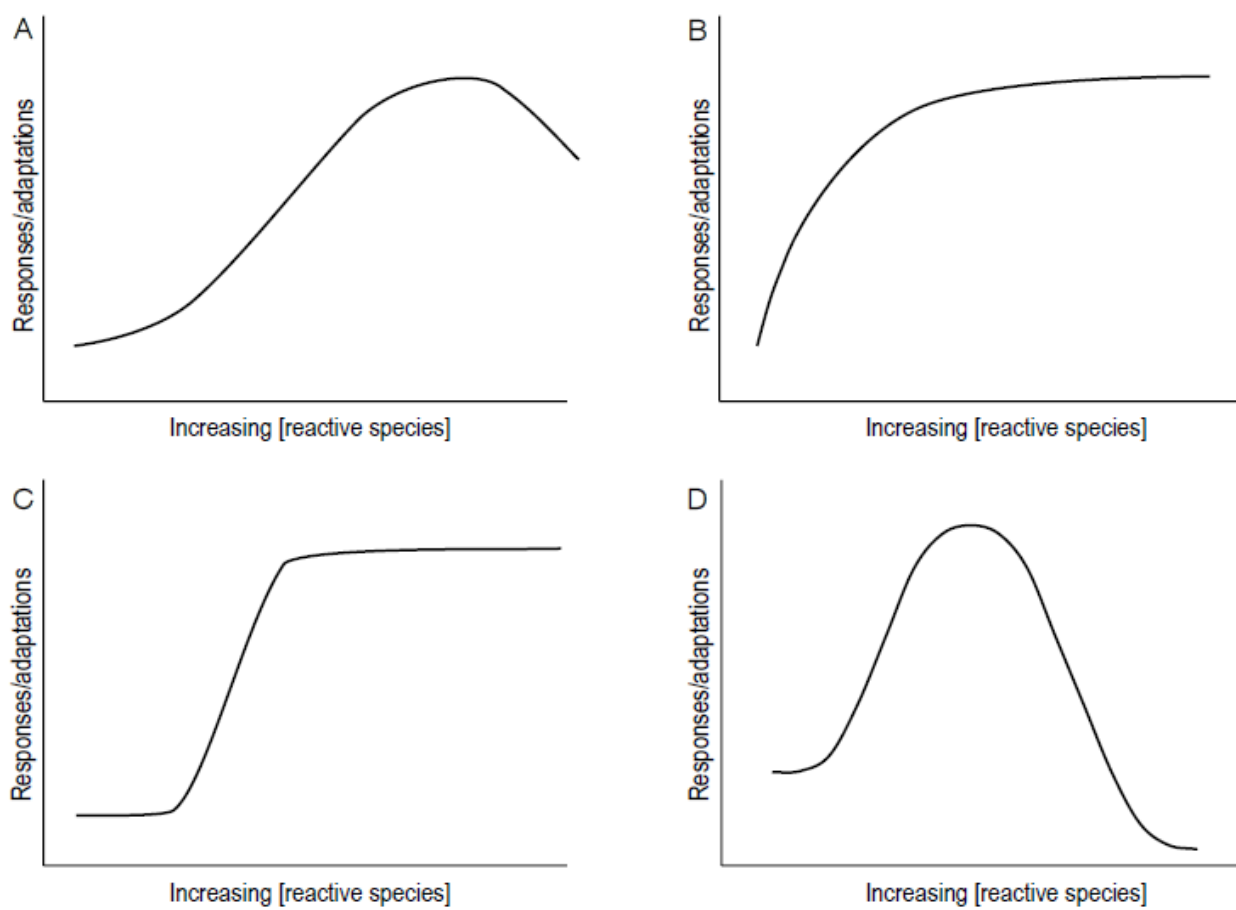 A
Responses/adaptations
Increasing [reactive species]
B
Responses/adaptations
Increasing [reactive species]
C
Responses/adaptations
Increasing [reactive species]
D
Responses/adaptations
Increasing [reactive species]